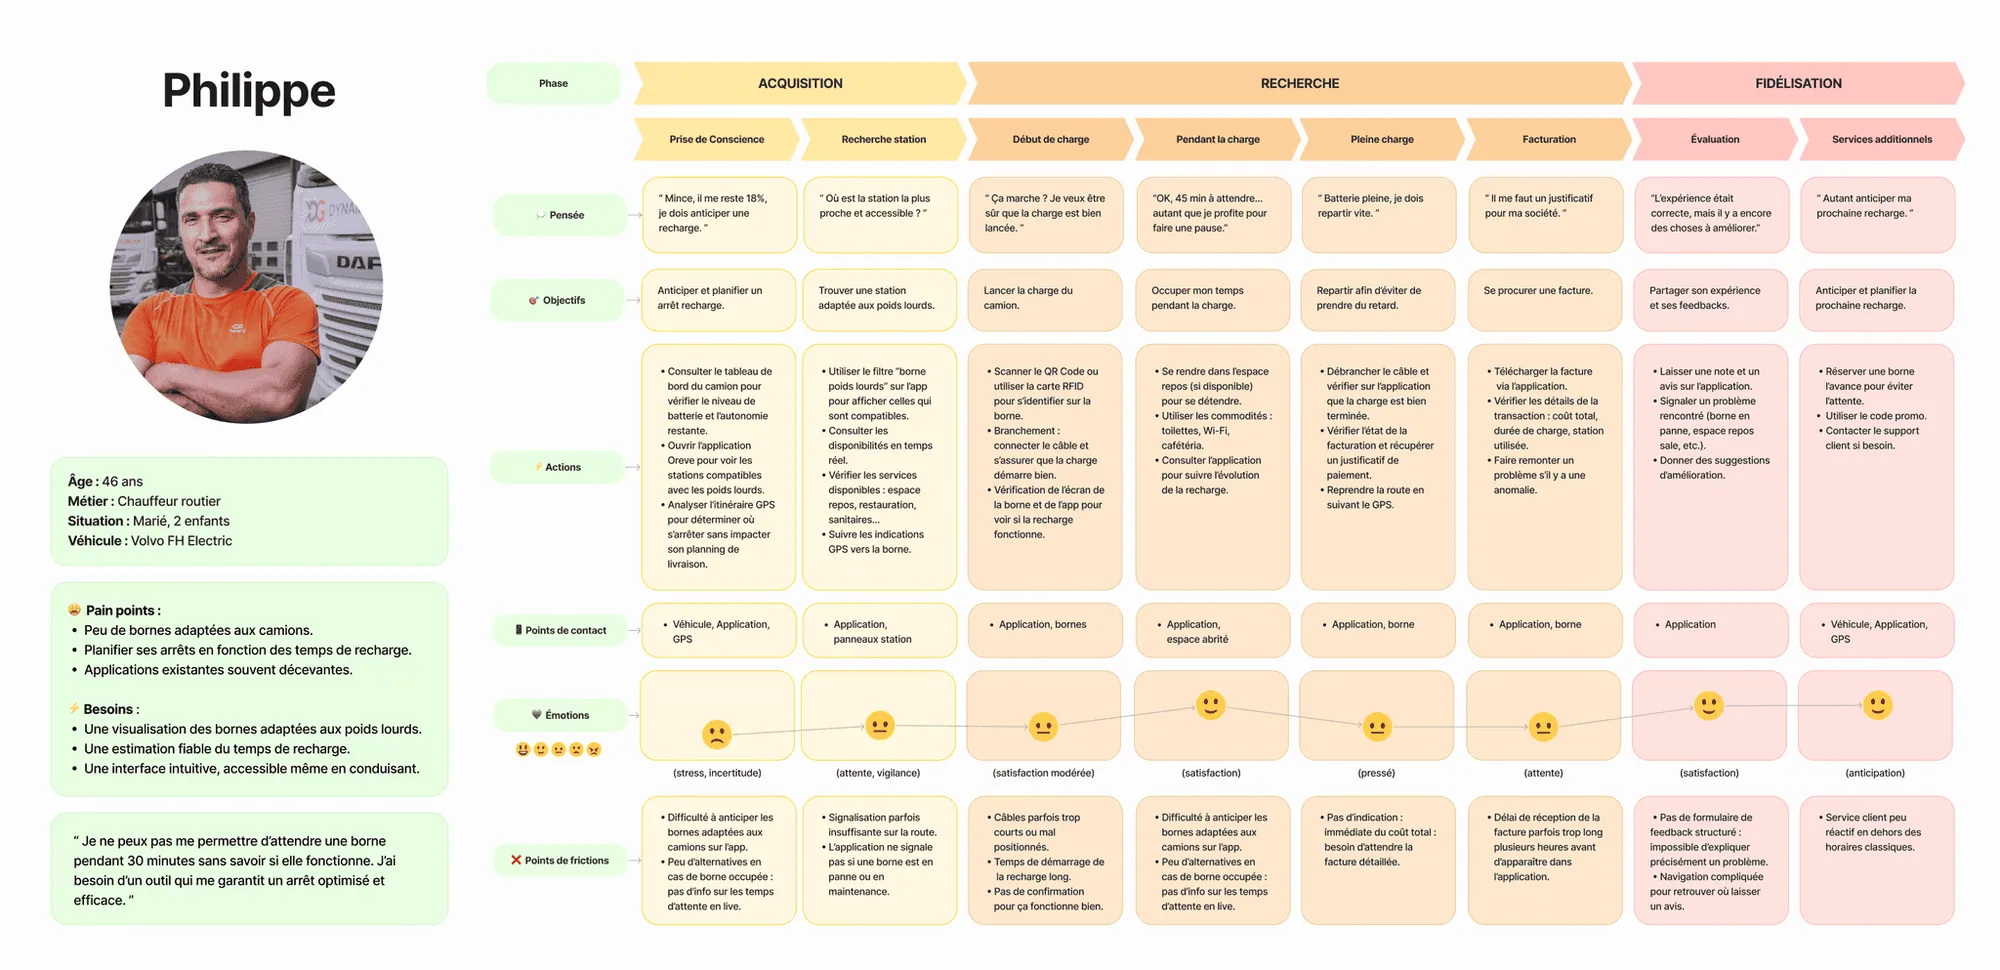 Philippe
Âge : 46 ans
Métier : Chauffeur routier
Situation : Marié, 2 enfants
Véhicule : Volvo FH Electric
Pain points :
• Peu de bornes adaptées aux camions.
• Planifier ses arrêts en fonction des temps de recharge.
• Applications existantes souvent décevantes.
Besoins :
• Une visualisation des bornes adaptées aux poids lourds.
• Une estimation fiable du temps de recharge.
• Une interface intuitive, accessible même en conduisant.
“ Je ne peux pas me permettre d’attendre une borne
pendant 30 minutes sans savoir si elle fonctionne. J’ai
besoin d’un outil qui me garantit un arrêt optimisé et
efficace. ”
Phase
ACQUISITION
RECHERCHE
FIDÉLISATION
Prise de Conscience
Recherche station
Début de charge
Pendant la charge
Pleine charge
Facturation
Évaluation
Services additionnels
Pensée
“ Mince, il me reste 18%,
je dois anticiper une
recharge. ”
“ Où est la station la plus
proche et accessible ? ”
“ Ça marche ? Je veux être
sûr que la charge est bien
lancée. ”
“OK, 45 min à attendre...
autant que je profite pour
faire une pause.”
“ Batterie pleine, je dois
repartir vite. ”
“ Il me faut un justificatif
pour ma société. ”
“L’expérience était
correcte, mais il y a encore
des choses à améliorer.”
“ Autant anticiper ma
prochaine recharge. ”
Objectifs
Anticiper et planifier un
arrêt recharge.
Trouver une station
adaptée aux poids lourds.
Lancer la charge du
camion.
Occuper mon temps
pendant la charge.
Repartir afin d’éviter de
prendre du retard.
Se procurer une facture.
Partager son expérience
et ses feedbacks.
Anticiper et planifier la
prochaine recharge.
Actions
• Consulter le tableau de
bord du camion pour
vérifier le niveau de
batterie et l’autonomie
restante.
• Ouvrir l’application
Oreve pour voir les
stations compatibles
avec les poids lourds.
• Analyser l’itinéraire GPS
pour déterminer où
s’arrêter sans impacter
son planning de
livraison.
• Utiliser le filtre “borne
poids lourds” sur l’app
pour afficher celles qui
sont compatibles.
• Consulter les
disponibilités en temps
réel.
• Vérifier les services
disponibles : espace
repos, restauration,
sanitaires...
• Suivre les indications
GPS vers la borne.
• Scanner le QR Code ou
utiliser la carte RFID
pour s’identifier sur la
borne.
• Branchement :
connecter le câble et
s’assurer que la charge
démarre bien.
• Vérification de l’écran de
la borne et de l’app pour
voir si la recharge
fonctionne.
• Se rendre dans l’espace
repos (si disponible)
pour se détendre.
• Utiliser les commodités :
toilettes, Wi-Fi,
cafétéria.
• Consulter l’application
pour suivre l’évolution
de la recharge.
• Débrancher le câble et
vérifier sur l’application
que la charge est bien
terminée.
• Vérifier l’état de la
facturation et récupérer
un justificatif de
paiement.
• Reprendre la route en
suivant le GPS.
• Télécharger la facture
via l’application.
• Vérifier les détails de la
transaction : coût total,
durée de charge, station
utilisée.
• Faire remonter un
problème s’il y a une
anomalie.
• Laisser une note et un
avis sur l’application.
• Signaler un problème
rencontré (borne en
panne, espace repos
sale, etc.).
• Donner des suggestions
d’amélioration.
• Réserver une borne à
l’avance pour éviter
l’attente.
• Utiliser le code promo.
• Contacter le support
client si besoin.
Points de contact
• Véhicule, Application,
GPS
• Application,
panneaux station
• Application, bornes
• Application,
espace abrité
• Application, borne
• Application, borne
• Application
• Véhicule, Application,
GPS
Émotions
(stress, incertitude)
(attente, vigilance)
(satisfaction modérée)
(satisfaction)
(pressé)
(attente)
(satisfaction)
(anticipation)
Points de frictions
• Difficulté à anticiper les
bornes adaptées aux
camions sur l’app.
• Peu d’alternatives en
cas de borne occupée :
pas d’info sur les temps
d’attente en live.
• Signalisation parfois
insuffisante sur la route.
• L’application ne signale
pas si une borne est en
panne ou en
maintenance.
• Câbles parfois trop
courts ou mal
positionnés.
• Temps de démarrage de
la recharge long.
• Pas de confirmation
pour ça fonctionne bien.
• Difficulté à anticiper les
bornes adaptées aux
camions sur l’app.
• Peu d’alternatives en
cas de borne occupée :
pas d’info sur les temps
d’attente en live.
• Pas d’indication :
immédiate du coût total :
besoin d’attendre la
facture détaillée.
• Délai de réception de la
facture parfois trop long
plusieurs heures avant
d’apparaître dans
l’application.
• Pas de formulaire de
feedback structuré :
impossible d’expliquer
précisément un problème.
• Navigation compliquée
pour retrouver où laisser
un avis.
• Service client peu
réactif en dehors des
horaires classiques.
DAF